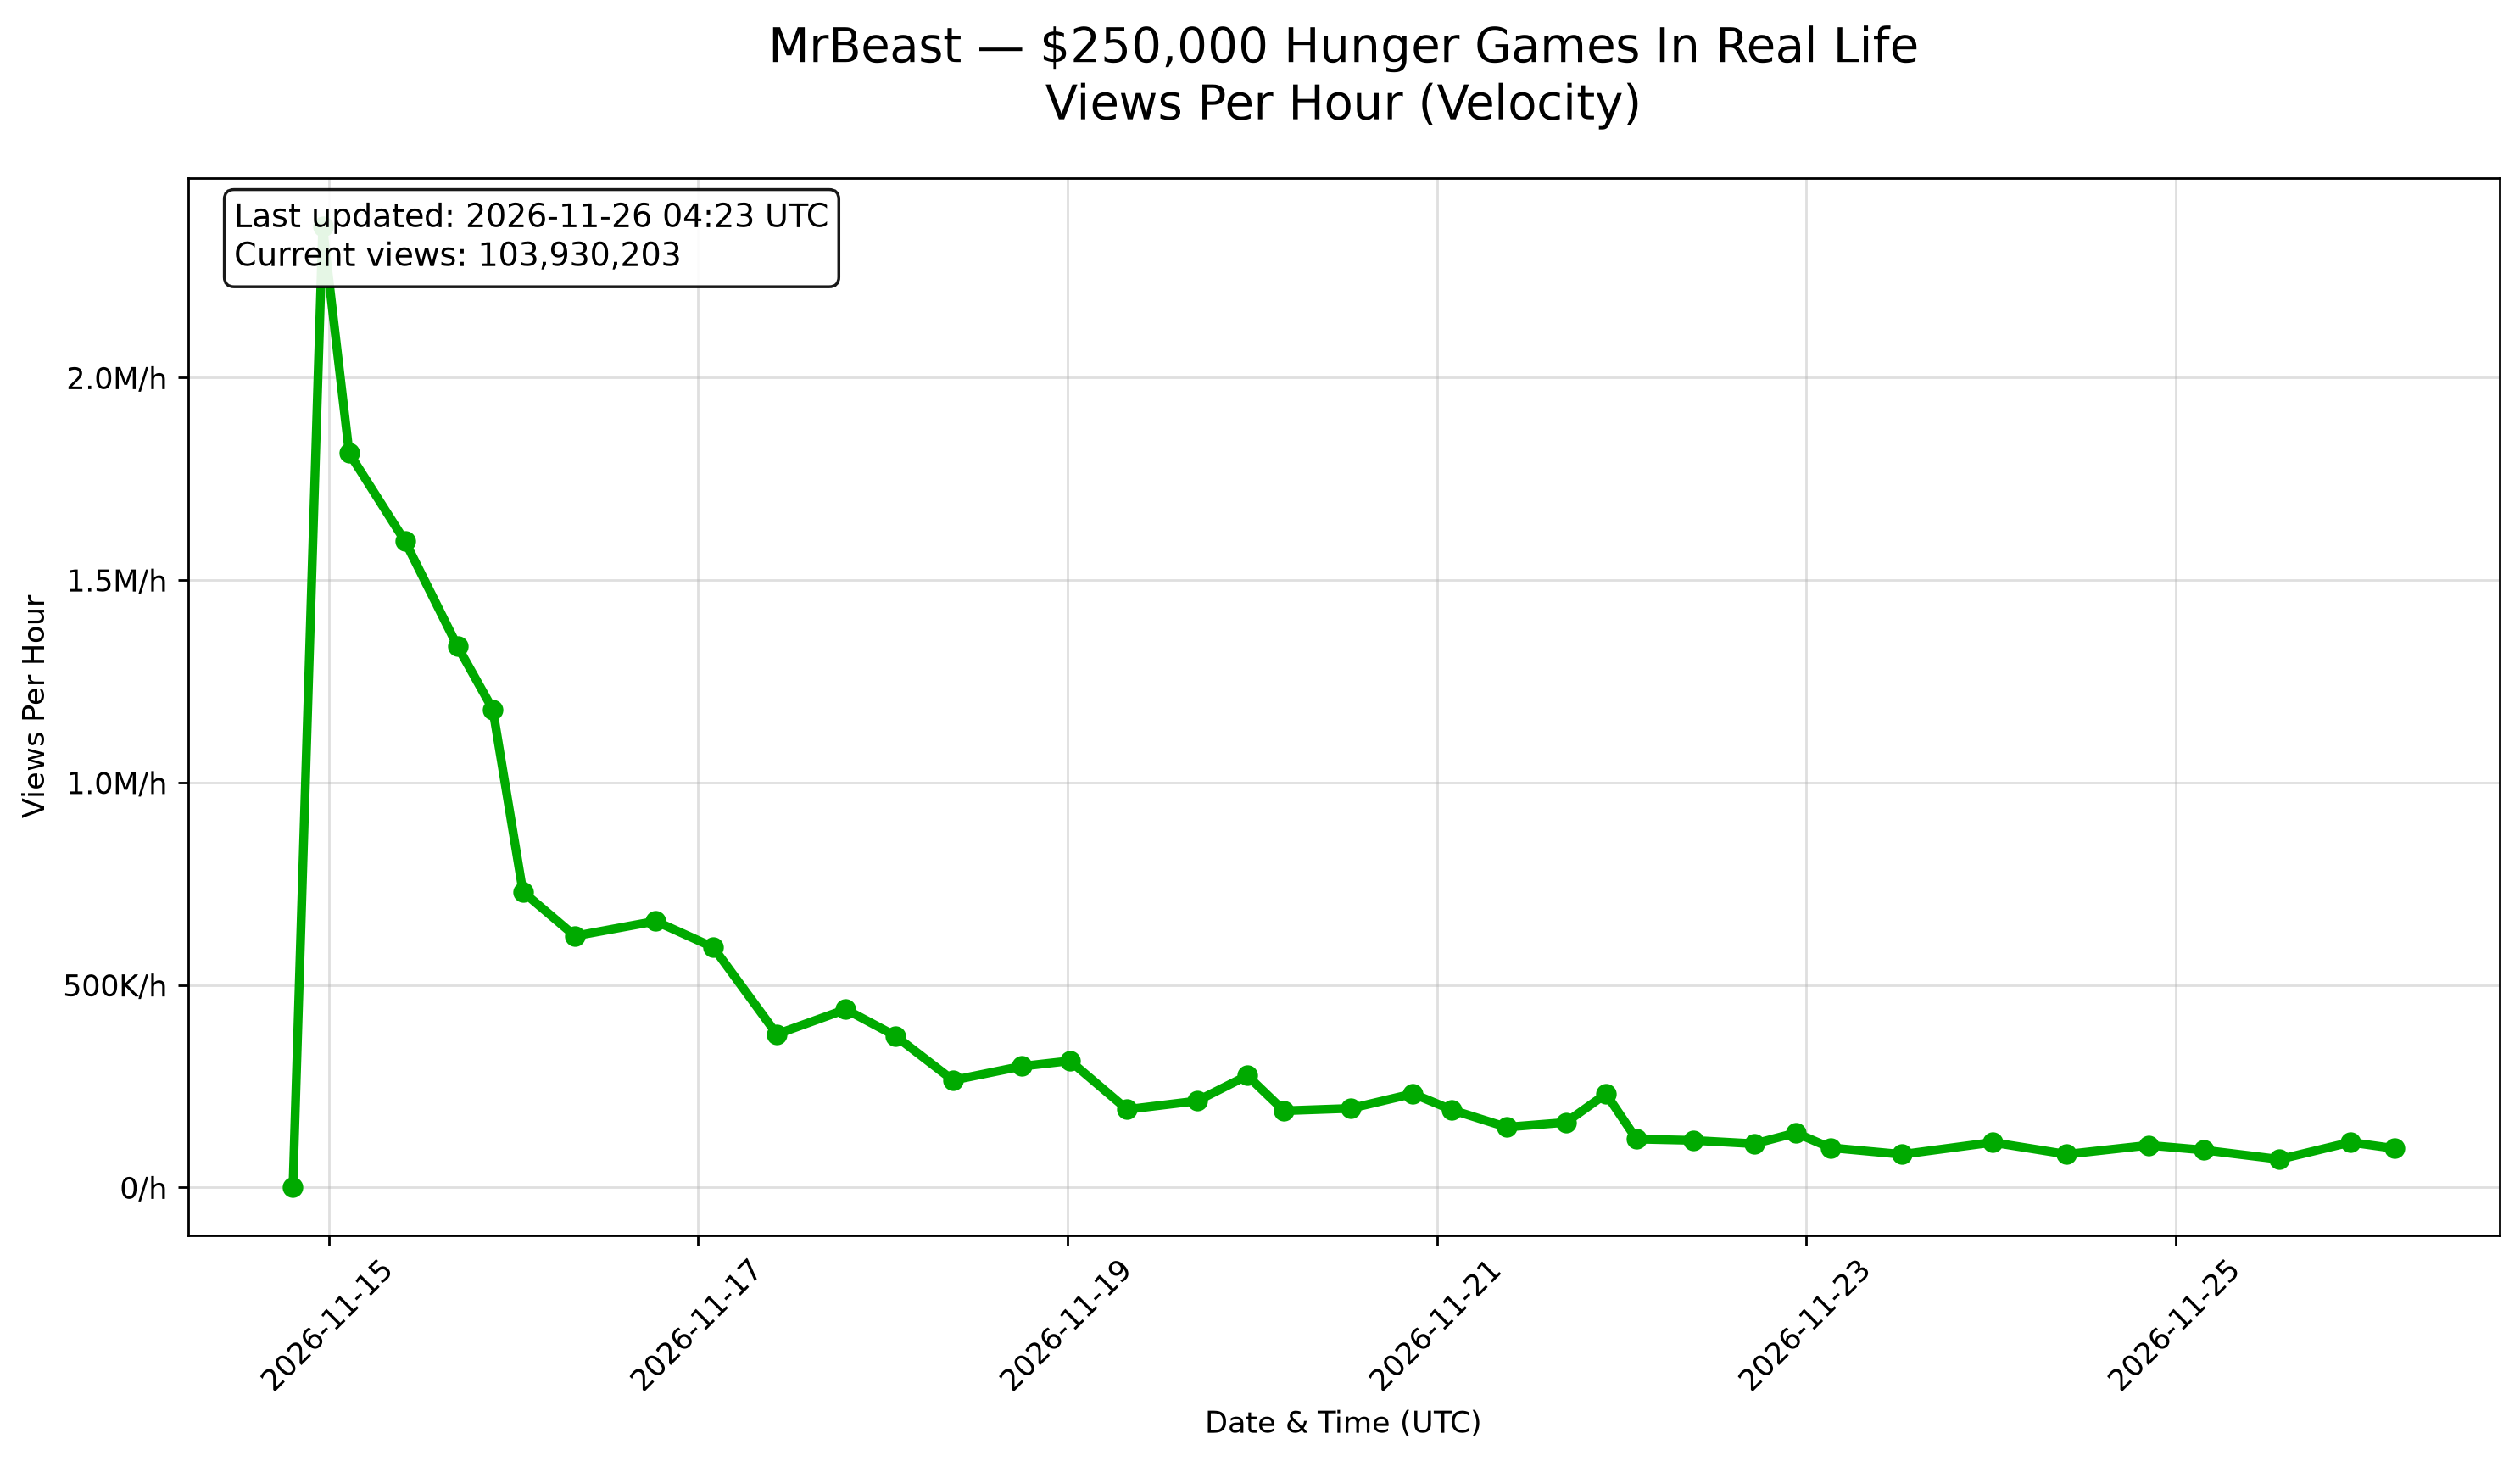 MrBeast — $250,000 Hunger Games In Real Life
Views Per Hour (Velocity)
Last updated: 2026-11-26 04:23 UTC
Current views: 103,930,203
2.0M/h
1.5M/h
1.0M/h
500K/h
0/h
Views Per Hour
2026-11-15
2026-11-17
2026-11-19
2026-11-21
2026-11-23
2026-11-25
Date & Time (UTC)